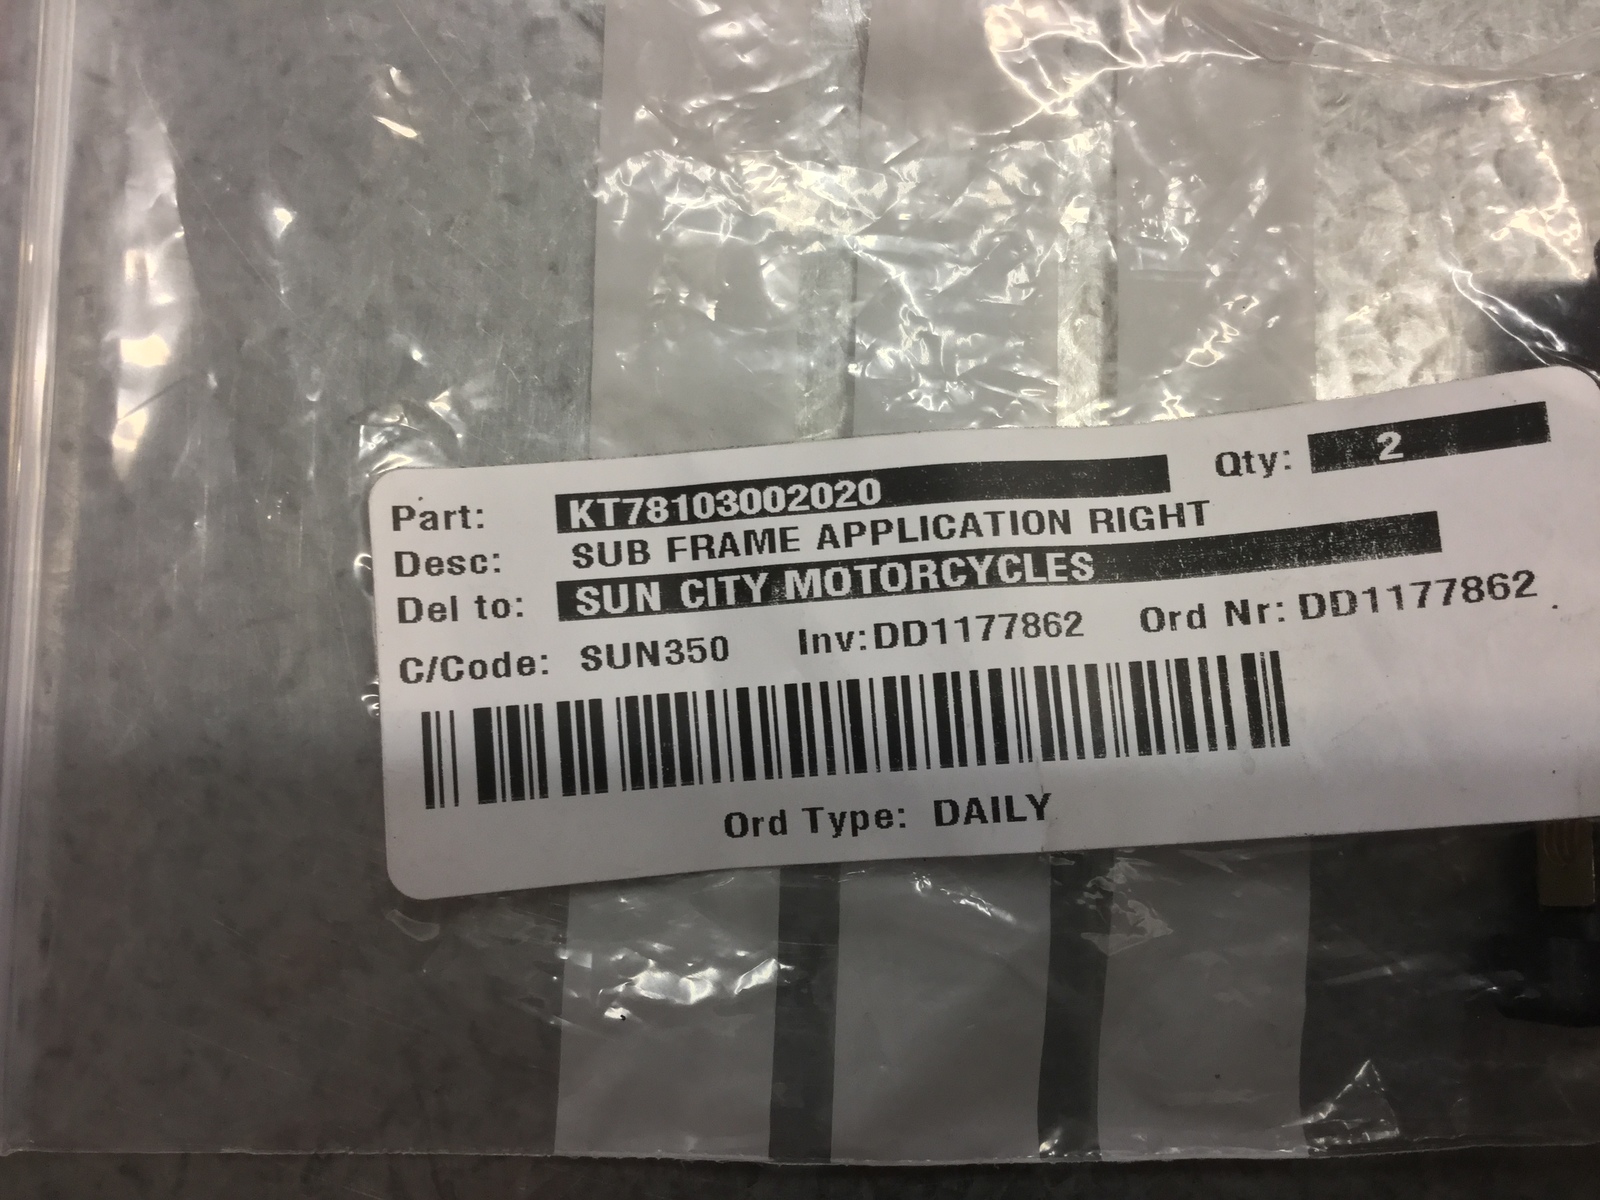 Part: KT78103002020 Qty: 2
Desc: SUB FRAME APPLICATION RIGHT
Del to: SUN CITY MOTORCYCLES
C/Code: SUN350 Inv:DD1177862 Ord Nr: DD1177862
Ord Type: DAILY